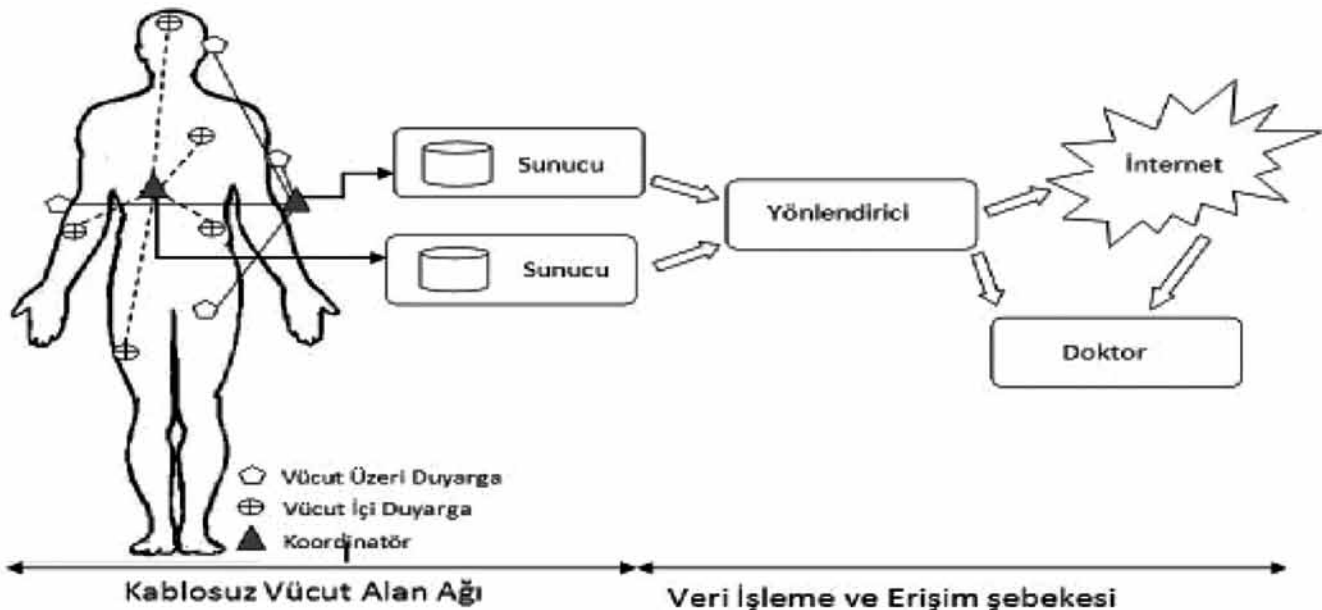 Sunucu
Sunucu
Yönlendirici
İnternet
Doktor
Vücut Üzeri Duyarga
Vücut İçi Duyarga
Koordinatör
Kablosuz Vücut Alan Ağı
Veri İşleme ve Erişim şebekesi